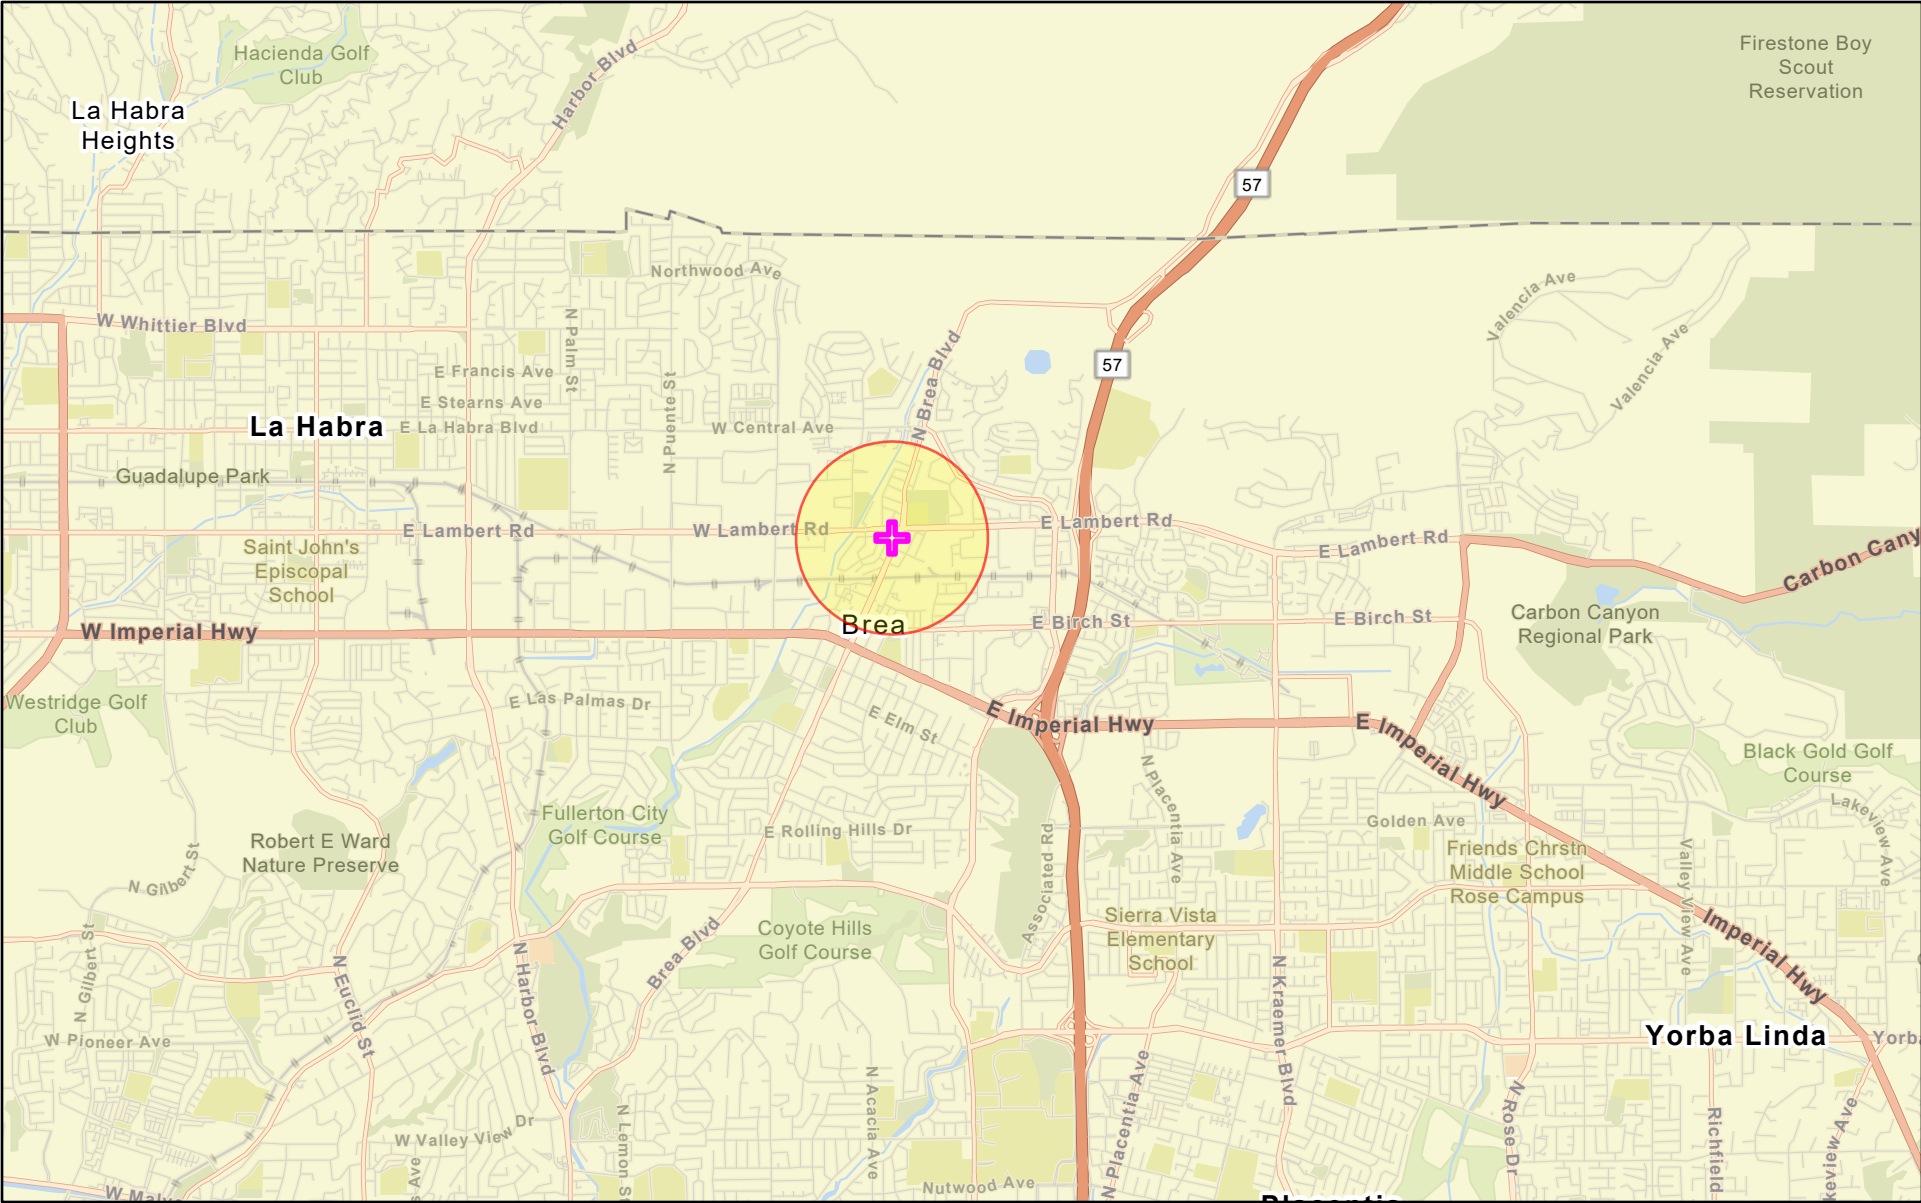 Hacienda Golf
Club
Harbor Blvd
Firestone Boy
Scout
Reservation
La Habra
Heights
57
Northwood Ave
Valencia Ave
Valencia Ave
W Whittier Blvd
N Palm St
N Brea Blvd
57
E Francis Ave
E Stearns Ave
N Puente St
La Habra
E La Habra Blvd
W Central Ave
Guadalupe Park
E Lambert Rd
W Lambert Rd
E Lambert Rd
E Lambert Rd
Carbon Cany
Saint John's
Episcopal
School
Carbon Canyon
Regional Park
W Imperial Hwy
Brea
E Birch St
E Birch St
Westridge Golf
Club
E Las Palmas Dr
E Elm St
E Imperial Hwy
E Imperial Hwy
Black Gold Golf
Course
N Placentia Ave
Lakeview Ave
Fullerton City
Golf Course
E Rolling Hills Dr
Golden Ave
Robert E Ward
Nature Preserve
Friends Chrstn
Middle School
Rose Campus
Valley View Ave
N Gilbert St
Associated Rd
Sierra Vista
Elementary
School
Coyote Hills
Golf Course
Brea Blvd
Imperial Hwy
N Gilbert St
N Euclid St
N Harbor Blvd
N Kraemer Blvd
W Pioneer Ave
Yorba Linda
Yorba
N Acacia Ave
N Placentia Ave
N Rose Dr
Richfield
keview Ave
W Valley View Dr
N Lemon St
s Ave
Nutwood Ave
W Malv
Placentia